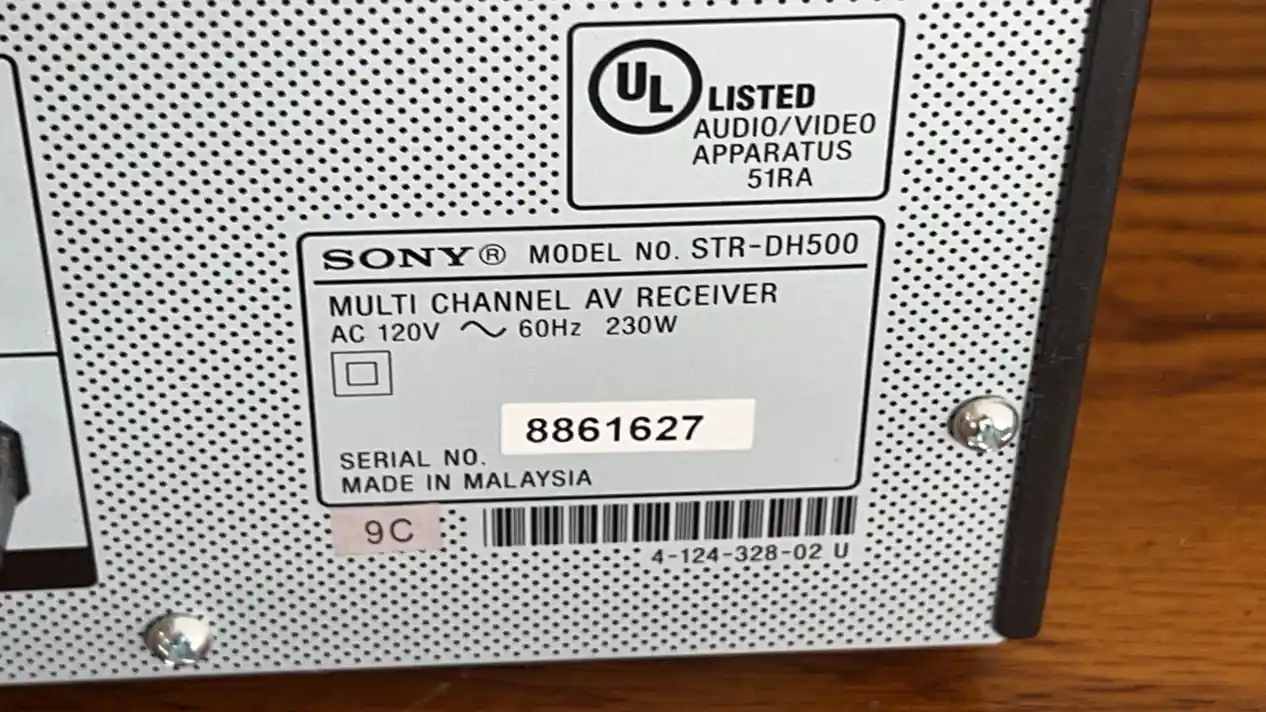 UL LISTED
AUDIO/VIDEO
APPARATUS
51RA
SONY® MODEL NO. STR-DH500
MULTI CHANNEL AV RECEIVER
AC 120V ～ 60Hz 230W
8861627
SERIAL NO.
MADE IN MALAYSIA
9C
4-124-328-02 U